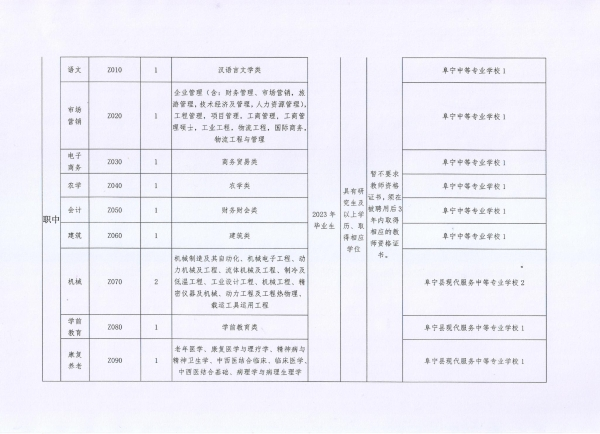 职中
语文 Z010 1 汉语言文学类 阜宁中等专业学校 1
市场
营销
Z020 1
企业管理（含：财务管理、市场营销，旅
游管理，技术经济及管理，人力资源管理），
工程管理，项目管理，工商管理，工商管
理硕士，工业工程，物流工程，国际商务，
物流工程与管理
阜宁中等专业学校 1
电子
商务
Z030 1 商务贸易类 阜宁中等专业学校 1
农学 Z040 1 农学类 阜宁中等专业学校 1
会计 Z050 1 财务财会类 阜宁中等专业学校 1
建筑 Z060 1 建筑类 阜宁中等专业学校 1
2023 年
毕业生
具有研
究生及
以上学
历、取
得相应
学位
暂不要求
教师资格
证书，须在
被聘用后 3
年内取得
相应的教
师资格证
书。
机械 Z070 2
机械制造及其自动化、机械电子工程、动
力机械及工程、流体机械及工程、制冷及
低温工程、工业设计工程、机械工程、精
密仪器及机械、动力工程及工程热物理、
载运工具运用工程
阜宁县现代服务中等专业学校 2
学前
教育
Z080 1 学前教育类 阜宁县现代服务中等专业学校 1
康复
养老
Z090 1
老年医学、康复医学与理疗学、精神病与
精神卫生学、中西医结合临床、临床医学、
中西医结合基础、病理学与病理生理学
阜宁县现代服务中等专业学校 1